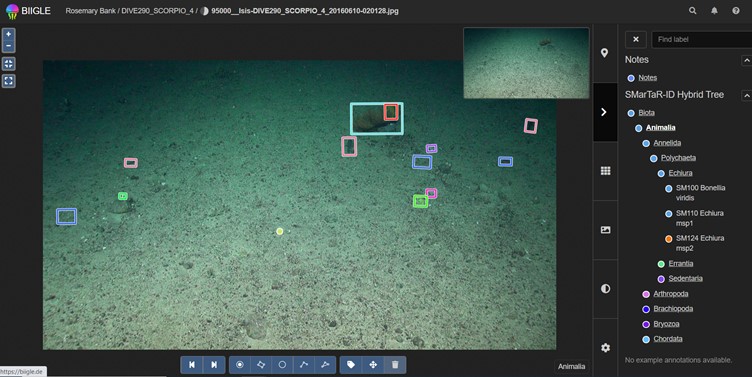 BIIGLE
Rosemary Bank / DIVE290_SCORPIO_4 / 95000__Isis-DIVE290_SCORPIO_4_20160610-020128.jpg
Find label
Notes
Notes
SMarTaR-ID Hybrid Tree
Biota
Animalia
Annelida
Polychaeta
Echiura
SM100 Bonellia
viridis
SM110 Echiura
msp1
SM124 Echiura
msp2
Errantia
Sedentaria
Arthropoda
Brachiopoda
Bryozoa
Chordata
No example annotations available.
Animalia
https://biigle.de